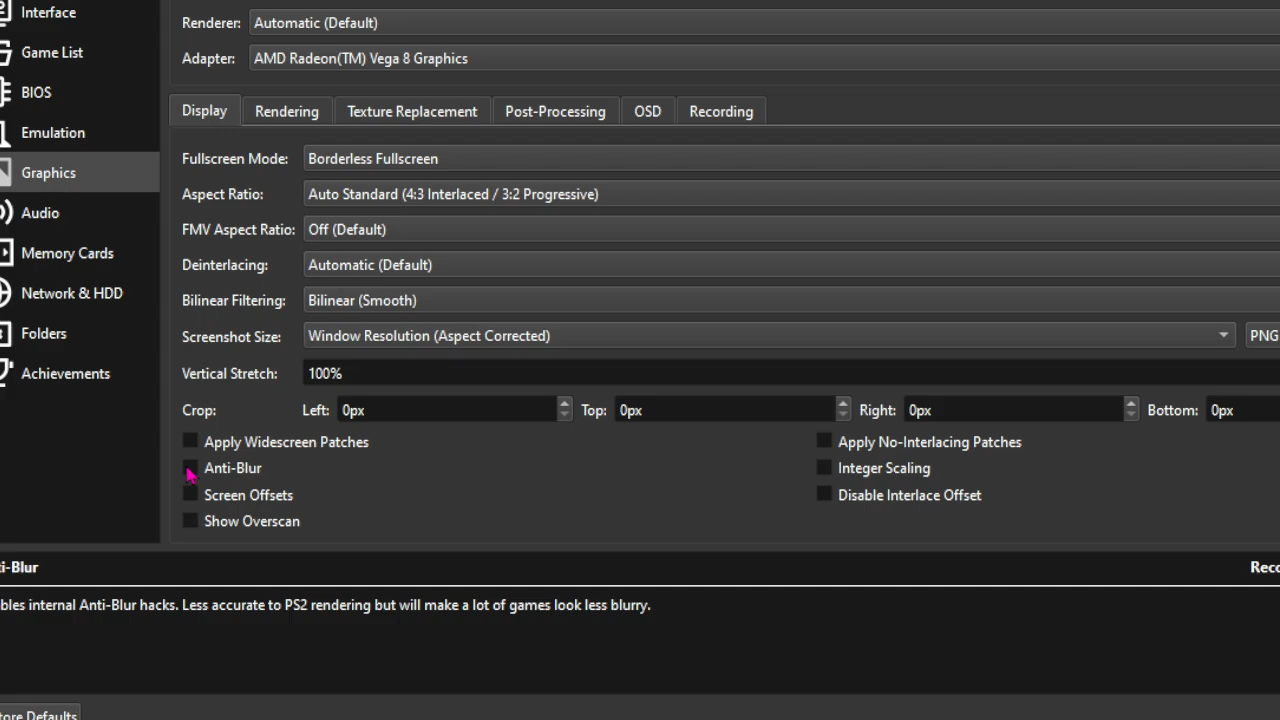 Interface
Game List
BIOS
Emulation
Graphics
Audio
Memory Cards
Network & HDD
Folders
Achievements
Renderer: Automatic (Default)
Adapter: AMD Radeon(TM) Vega 8 Graphics
Display Rendering Texture Replacement Post-Processing OSD Recording
Fullscreen Mode: Borderless Fullscreen
Aspect Ratio: Auto Standard (4:3 Interlaced / 3:2 Progressive)
FMV Aspect Ratio: Off (Default)
Deinterlacing: Automatic (Default)
Bilinear Filtering: Bilinear (Smooth)
Screenshot Size: Window Resolution (Aspect Corrected) PNG
Vertical Stretch: 100%
Crop: Left: 0px Top: 0px Right: 0px Bottom: 0px
Apply Widescreen Patches Apply No-Interlacing Patches
Anti-Blur Integer Scaling
Screen Offsets Disable Interlace Offset
Show Overscan
ti-Blur Reco
bles internal Anti-Blur hacks. Less accurate to PS2 rendering but will make a lot of games look less blurry.
tore Defaults